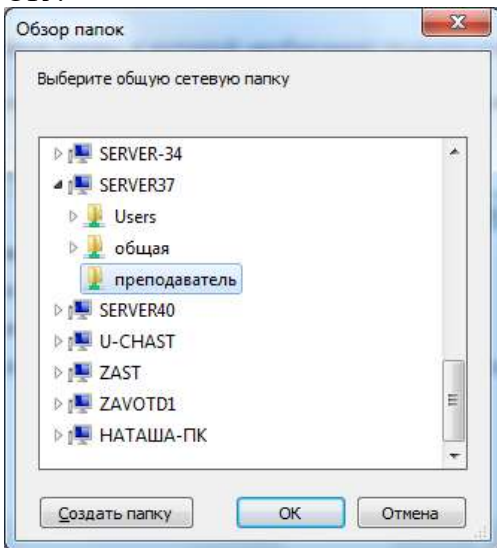 Обзор папок
Выберите общую сетевую папку
SERVER-34
SERVER37
Users
общая
преподаватель
SERVER40
U-CHAST
ZAST
ZAVOTD1
НАТАША-ПК
Создать папку
ОК
Отмена